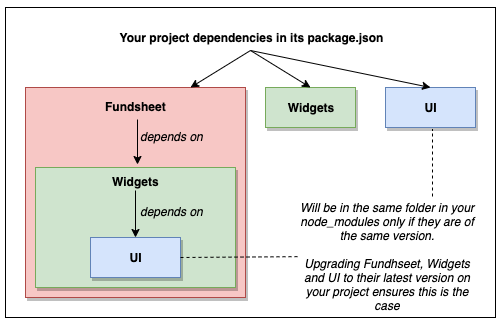 Your project dependencies in its package.json
Fundsheet
Widgets
UI
depends on
Widgets
depends on
UI
Will be in the same folder in your
node_modules only if they are of
the same version.
Upgrading Fundhseet, Widgets
and UI to their latest version on
your project ensures this is the
case